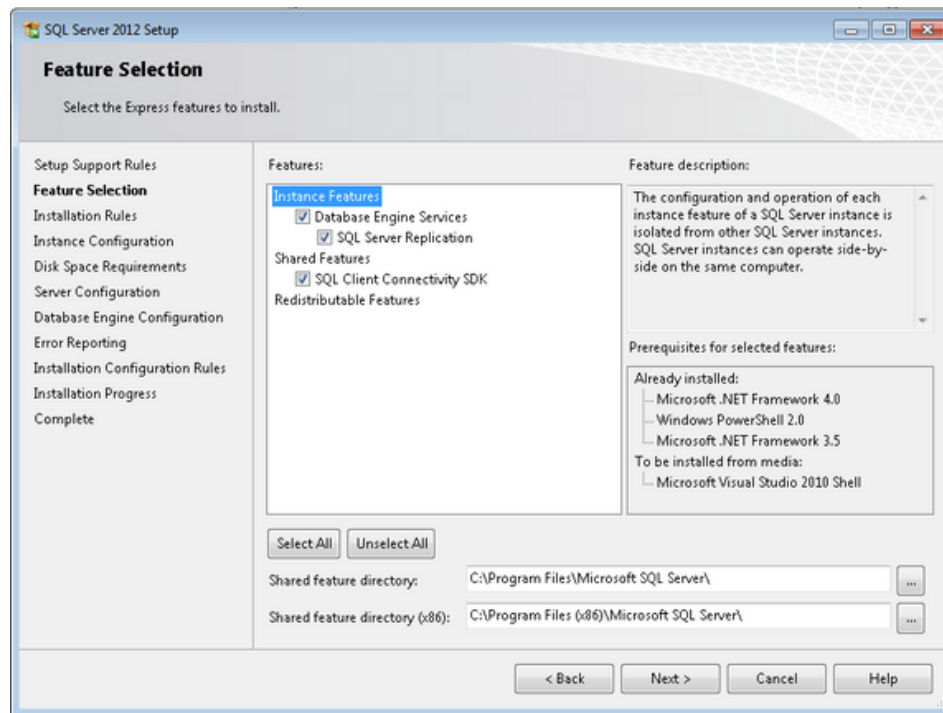 SQL Server 2012 Setup
Feature Selection
Select the Express features to install.
Setup Support Rules
Feature Selection
Installation Rules
Instance Configuration
Disk Space Requirements
Server Configuration
Database Engine Configuration
Error Reporting
Installation Configuration Rules
Installation Progress
Complete
Features:
Instance Features
Database Engine Services
SQL Server Replication
Shared Features
SQL Client Connectivity SDK
Redistributable Features
Feature description:
The configuration and operation of each
instance feature of a SQL Server instance is
isolated from other SQL Server instances.
SQL Server instances can operate side-by-
side on the same computer.
Prerequisites for selected features:
Already installed:
Microsoft .NET Framework 4.0
Windows PowerShell 2.0
Microsoft .NET Framework 3.5
To be installed from media:
Microsoft Visual Studio 2010 Shell
Select All Unselect All
Shared feature directory: C:\Program Files\Microsoft SQL Server\ ...
Shared feature directory (x86): C:\Program Files (x86)\Microsoft SQL Server\ ...
< Back Next > Cancel Help